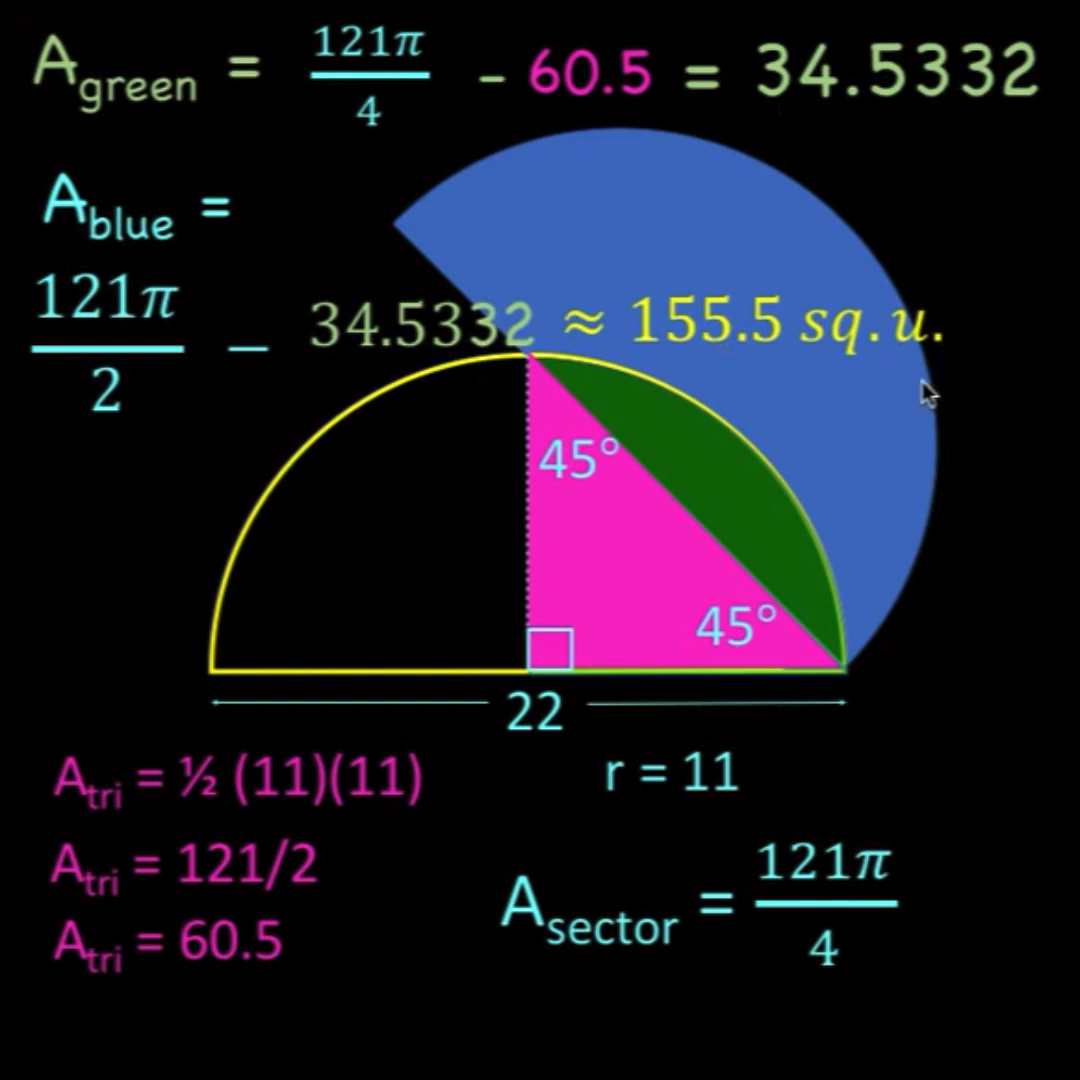 A_green = 121π/4 - 60.5 = 34.5332
A_blue =
121π/2 − 34.5332 ≈ 155.5 sq.u.
45°
45°
22
A_tri = ½ (11)(11)
r = 11
A_tri = 121/2
A_sector = 121π/4
A_tri = 60.5